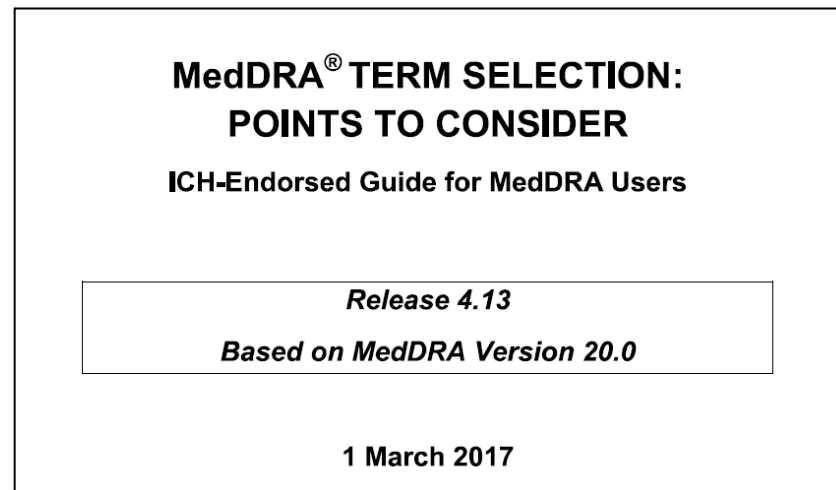 MedDRA® TERM SELECTION:
POINTS TO CONSIDER
ICH-Endorsed Guide for MedDRA Users
Release 4.13
Based on MedDRA Version 20.0
1 March 2017